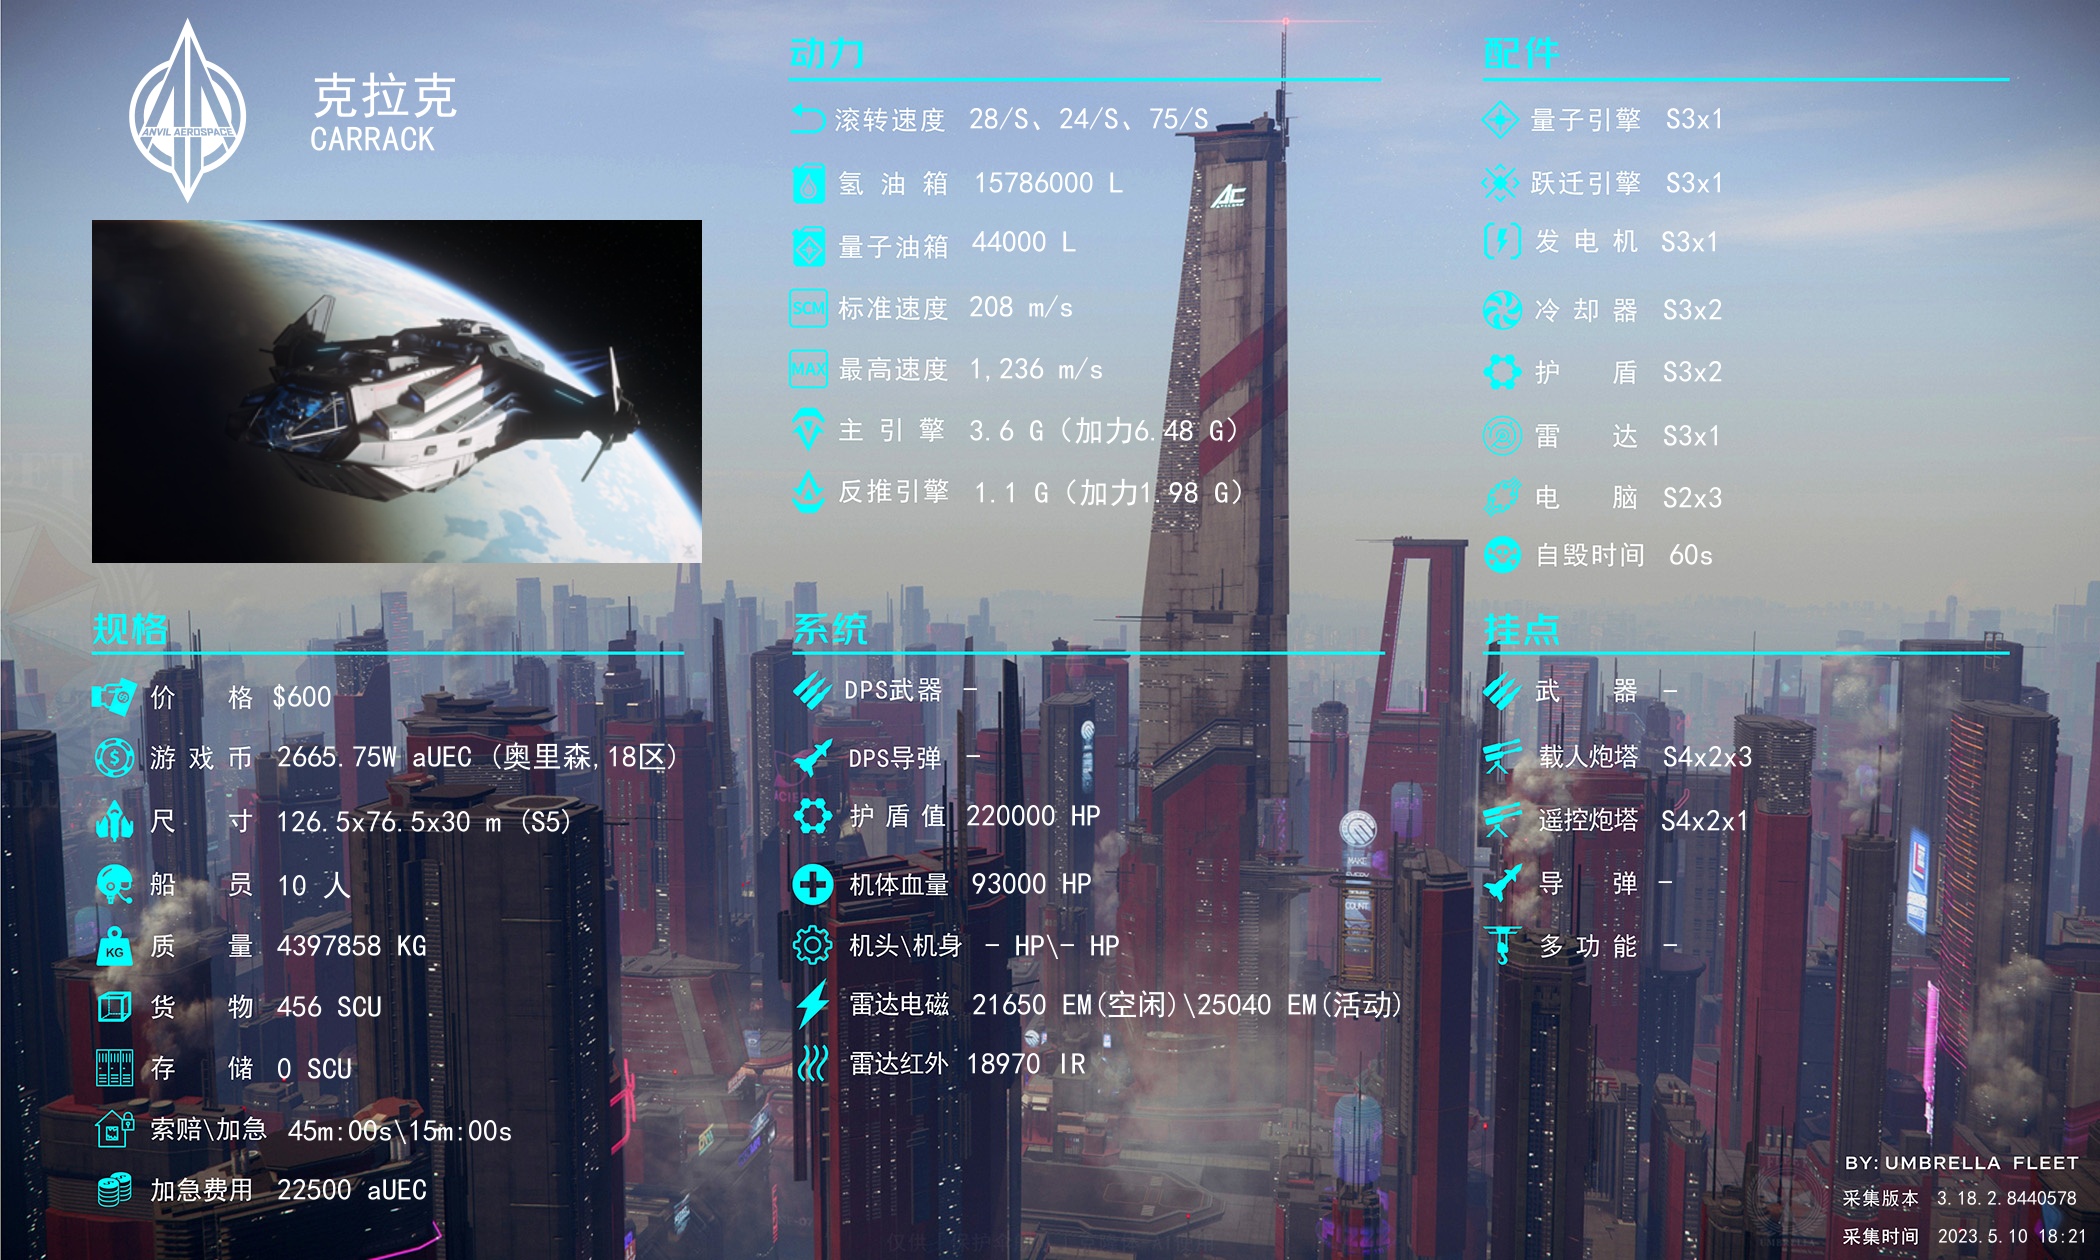 ANVIL AEROSPACE
克拉克
CARRACK
动力
滚转速度 28/S、24/S、75/S
氢油箱 15786000 L
量子油箱 44000 L
SCM 标准速度 208 m/s
MAX 最高速度 1,236 m/s
主引擎 3.6 G（加力6.48 G）
反推引擎 1.1 G（加力1.98 G）
配件
量子引擎 S3x1
跃迁引擎 S3x1
发电机 S3x1
冷却器 S3x2
护盾 S3x2
雷达 S3x1
电脑 S2x3
自毁时间 60s
AC
规格
价格 $600
游戏币 2665.75W aUEC (奥里森,18区)
尺寸 126.5x76.5x30 m (S5)
船员 10 人
KG 质量 4397858 KG
货物 456 SCU
存储 0 SCU
索赔\加急 45m:00s\15m:00s
加急费用 22500 aUEC
系统
DPS武器 -
DPS导弹 -
护盾值 220000 HP
机体血量 93000 HP
机头\机身 - HP\- HP
雷达电磁 21650 EM(空闲)\25040 EM(活动)
雷达红外 18970 IR
挂点
武器 -
载人炮塔 S4x2x3
遥控炮塔 S4x2x1
导弹 -
多功能 -
MAKE
EVERY
COUNT
BY: UMBRELLA FLEET
采集版本 3.18.2.8440578
采集时间 2023.5.10 18:21